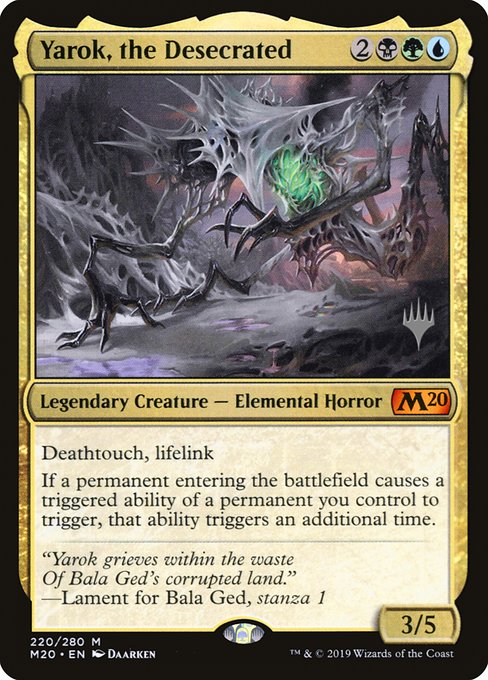 Yarok, the Desecrated 2
Legendary Creature — Elemental Horror M20
Deathtouch, lifelink
If a permanent entering the battlefield causes a
triggered ability of a permanent you control to
trigger, that ability triggers an additional time.
“Yarok grieves within the waste
Of Bala Ged’s corrupted land.”
—Lament for Bala Ged, stanza 1
3/5
220/280 M
M20 • EN DAARKEN
™ & © 2019 Wizards of the Coast